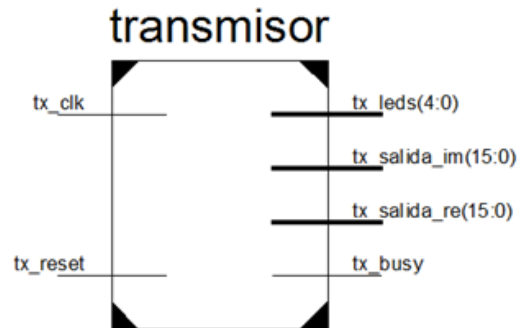 transmisor
tx_clk
tx_leds(4:0)
tx_salida_im(15:0)
tx_salida_re(15:0)
tx_reset
tx_busy